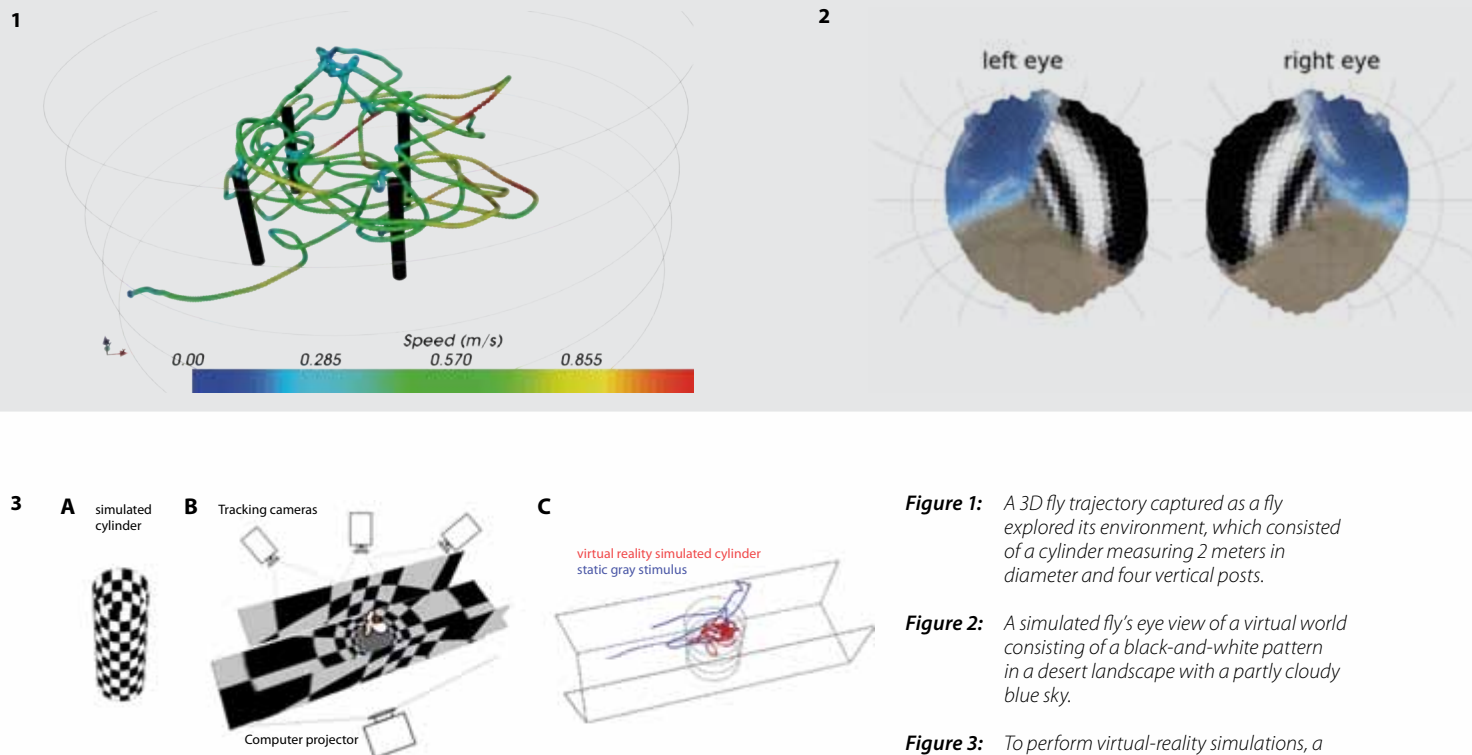 1
Speed (m/s)
0.00 0.285 0.570 0.855
2
left eye right eye
3
A simulated
cylinder
B Tracking cameras
Computer projector
C
virtual reality simulated cylinder
static gray stimulus
Figure 1: A 3D fly trajectory captured as a fly
explored its environment, which consisted
of a cylinder measuring 2 meters in
diameter and four vertical posts.
Figure 2: A simulated fly's eye view of a virtual world
consisting of a black-and-white pattern
in a desert landscape with a partly cloudy
blue sky.
Figure 3: To perform virtual-reality simulations, a